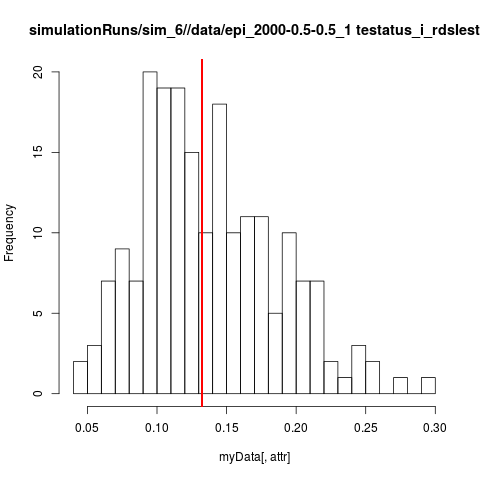 simulationRuns/sim_6//data/epi_2000-0.5-0.5_1 testatus_i_rdslest
Frequency
20
15
10
5
0
0.05 0.10 0.15 0.20 0.25 0.30
myData[, attr]